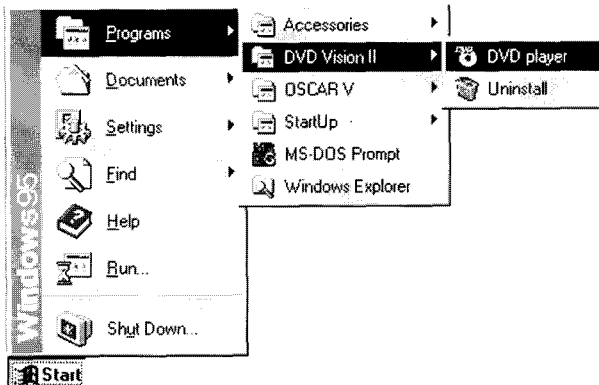 Programs
Documents
Settings
Find
Help
Run...
Shut Down...
Windows95
Start
Accessories
DVD Vision II
OSCAR V
StartUp
MS-DOS Prompt
Windows Explorer
DVD player
Uninstall